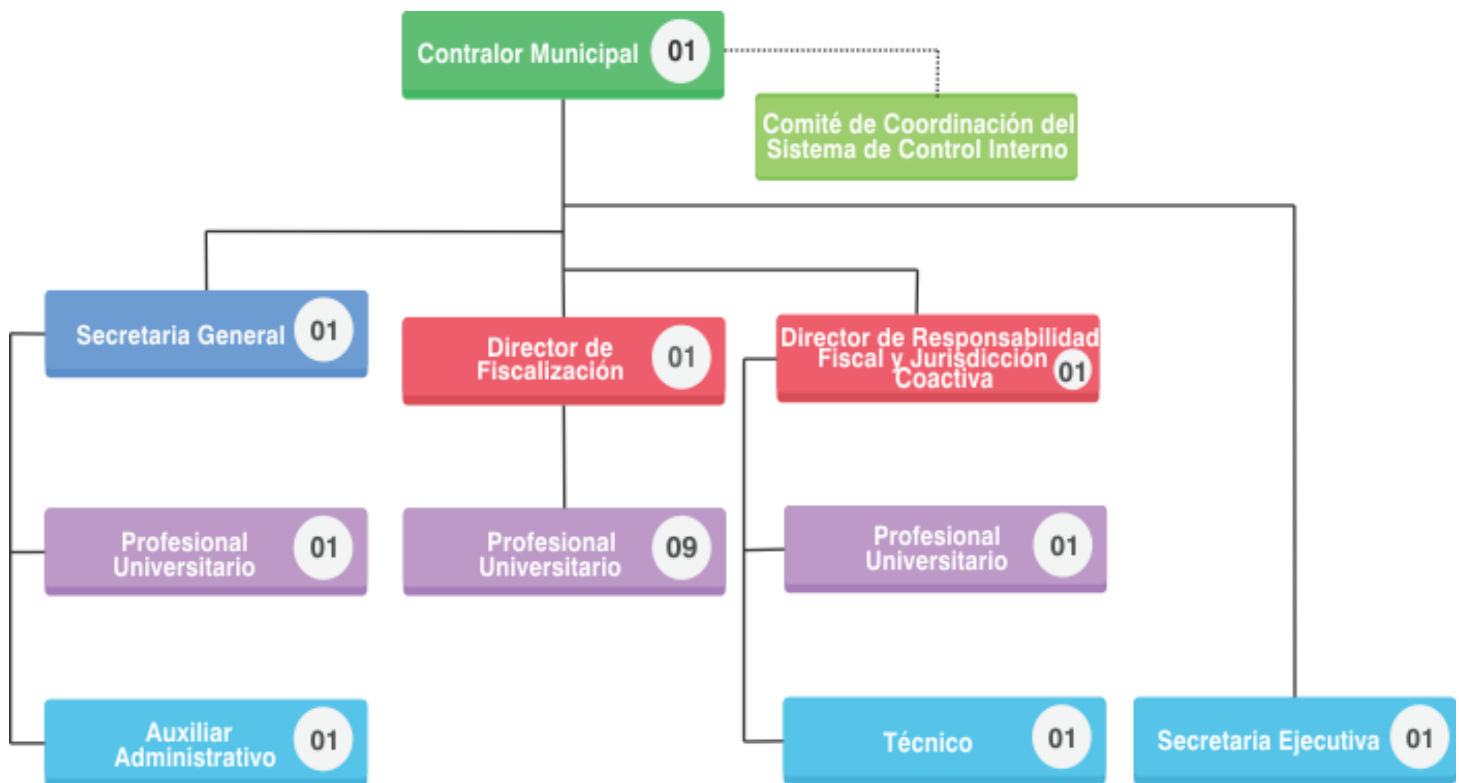 Contralor Municipal 01
Comité de Coordinación del
Sistema de Control Interno
Secretaria General 01
Director de
Fiscalización 01
Director de Responsabilidad
Fiscal y Jurisdicción
Coactiva 01
Profesional
Universitario 01
Profesional
Universitario 09
Profesional
Universitario 01
Auxiliar
Administrativo 01
Técnico 01
Secretaria Ejecutiva 01